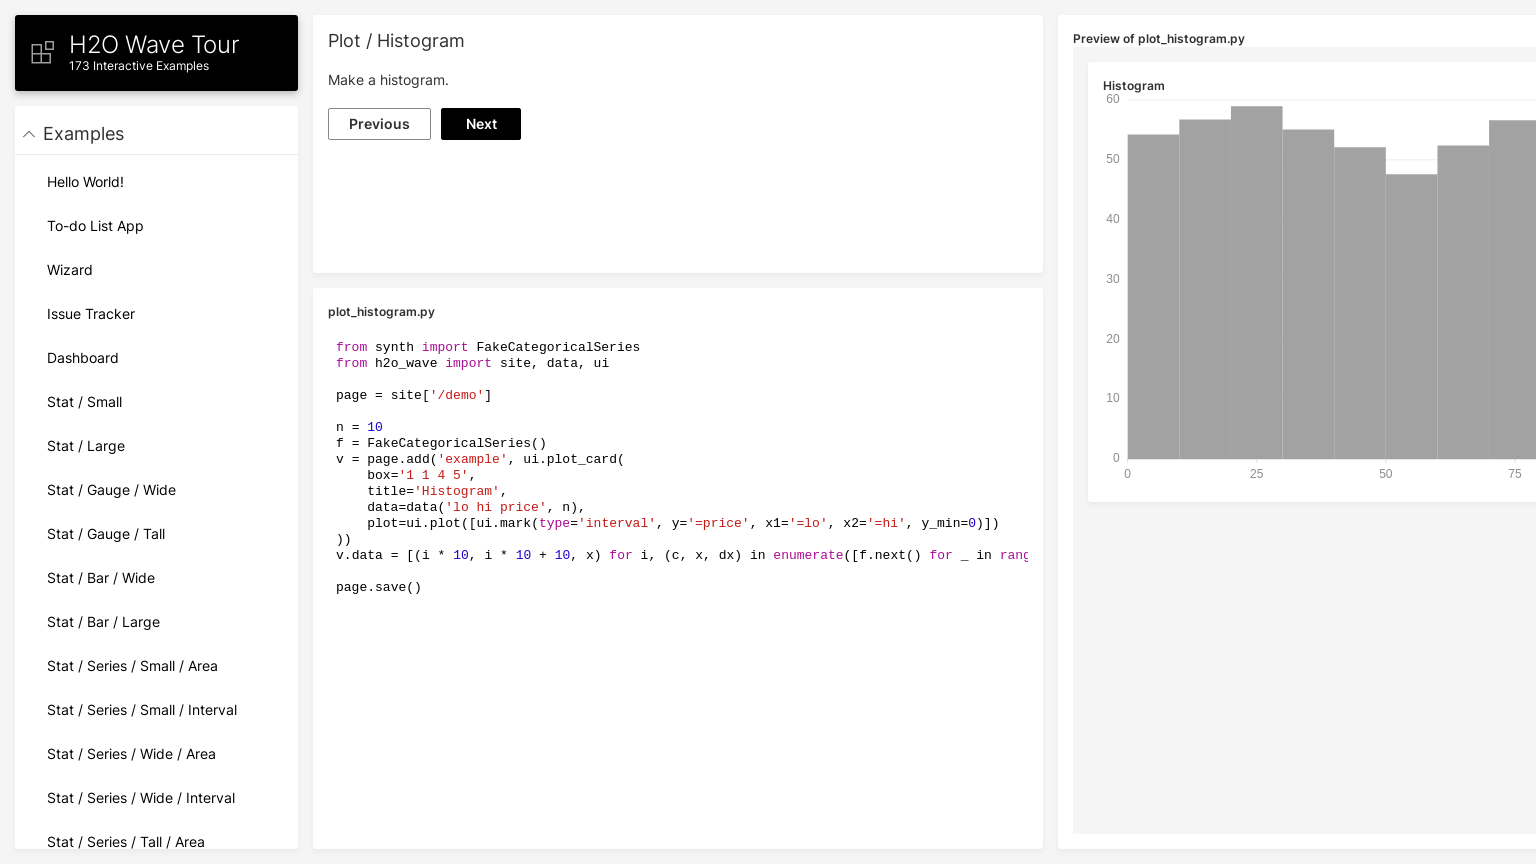 H2O Wave Tour
173 Interactive Examples
Examples
Hello World!
To-do List App
Wizard
Issue Tracker
Dashboard
Stat / Small
Stat / Large
Stat / Gauge / Wide
Stat / Gauge / Tall
Stat / Bar / Wide
Stat / Bar / Large
Stat / Series / Small / Area
Stat / Series / Small / Interval
Stat / Series / Wide / Area
Stat / Series / Wide / Interval
Stat / Series / Tall / Area
Plot / Histogram
Make a histogram.
Previous
Next
plot_histogram.py
from synth import FakeCategoricalSeries
from h2o_wave import site, data, ui
page = site['/demo']
n = 10
f = FakeCategoricalSeries()
v = page.add('example', ui.plot_card(
    box='1 1 4 5',
    title='Histogram',
    data=data('lo hi price', n),
    plot=ui.plot([ui.mark(type='interval', y='=price', x1='=lo', x2='=hi', y_min=0)])
))
v.data = [(i * 10, i * 10 + 10, x) for i, (c, x, dx) in enumerate([f.next() for _ in rang
page.save()
Preview of plot_histogram.py
Histogram
60
50
40
30
20
10
0
0 25 50 75